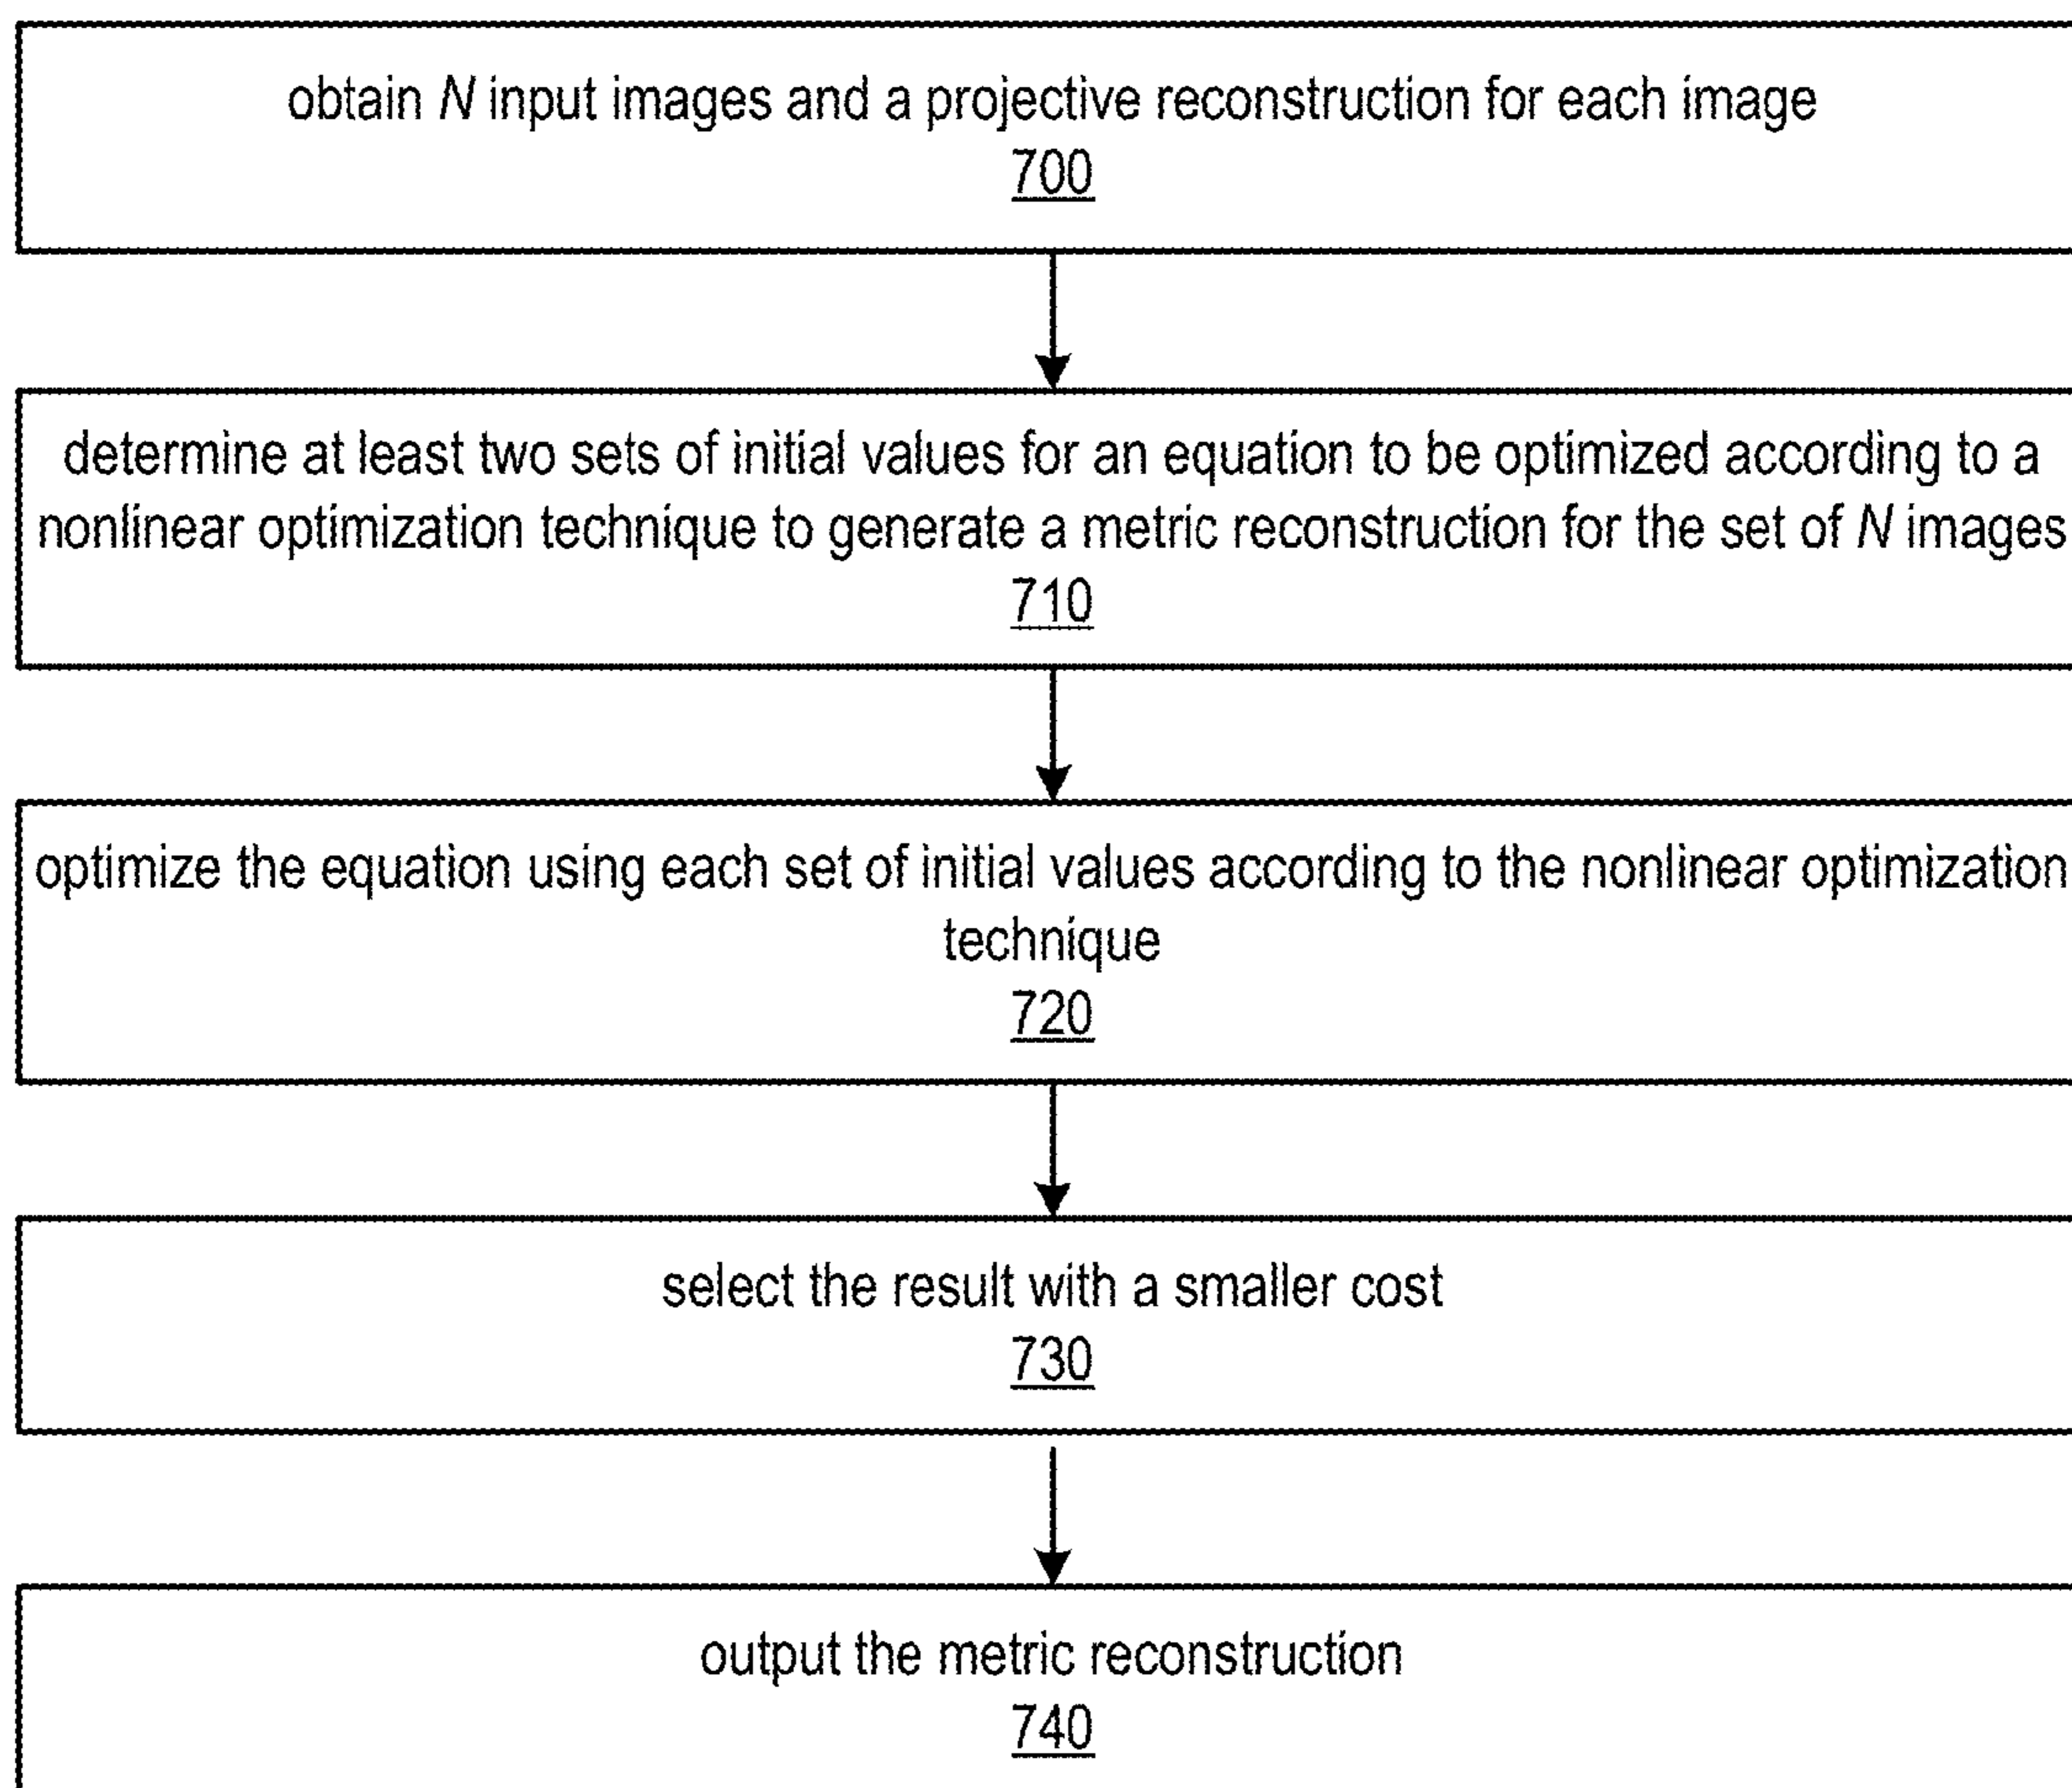 obtain N input images and a projective reconstruction for each image
700
determine at least two sets of initial values for an equation to be optimized according to a
nonlinear optimization technique to generate a metric reconstruction for the set of N images
710
optimize the equation using each set of initial values according to the nonlinear optimization
technique
720
select the result with a smaller cost
730
output the metric reconstruction
740